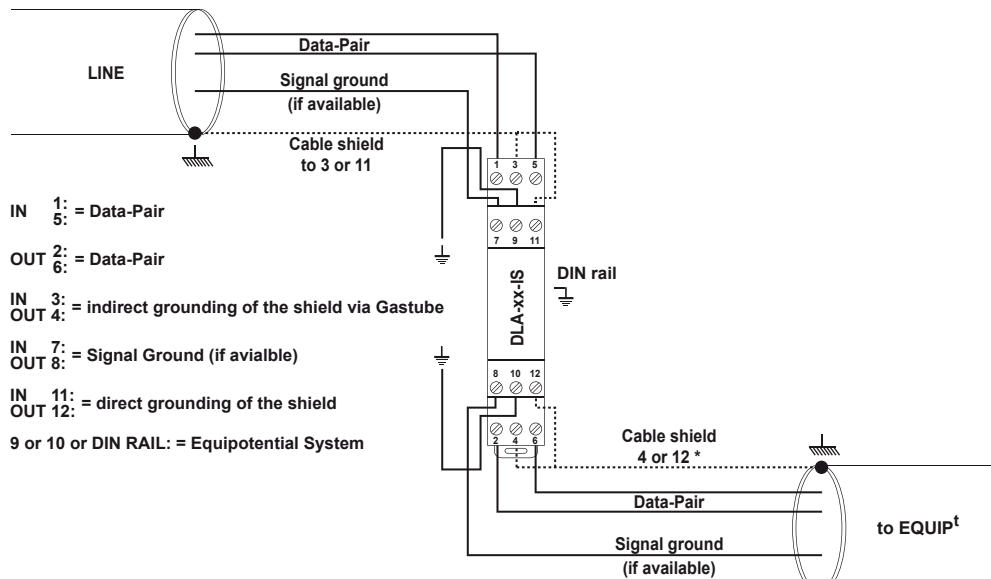 Data-Pair
LINE
Signal ground
(if available)
Cable shield
to 3 or 11
1 3 5
7 9 11
DLA-xx-IS
DIN rail
8 10 12
2 4 6
IN 1:
5: = Data-Pair
OUT 2:
6: = Data-Pair
IN 3:
OUT 4: = indirect grounding of the shield via Gastube
IN 7:
OUT 8: = Signal Ground (if avialble)
IN 11:
OUT 12: = direct grounding of the shield
9 or 10 or DIN RAIL: = Equipotential System
Cable shield
4 or 12 *
Data-Pair
to EQUIPt
Signal ground
(if available)